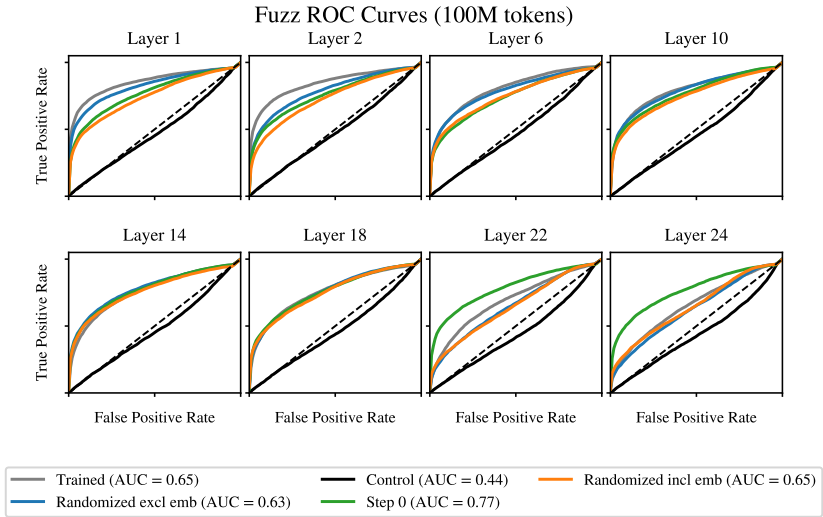 Fuzz ROC Curves (100M tokens)
Layer 1
Layer 2
Layer 6
Layer 10
True Positive Rate
Layer 14
Layer 18
Layer 22
Layer 24
True Positive Rate
False Positive Rate
False Positive Rate
False Positive Rate
False Positive Rate
Trained (AUC = 0.65)
Control (AUC = 0.44)
Randomized incl emb (AUC = 0.65)
Randomized excl emb (AUC = 0.63)
Step 0 (AUC = 0.77)